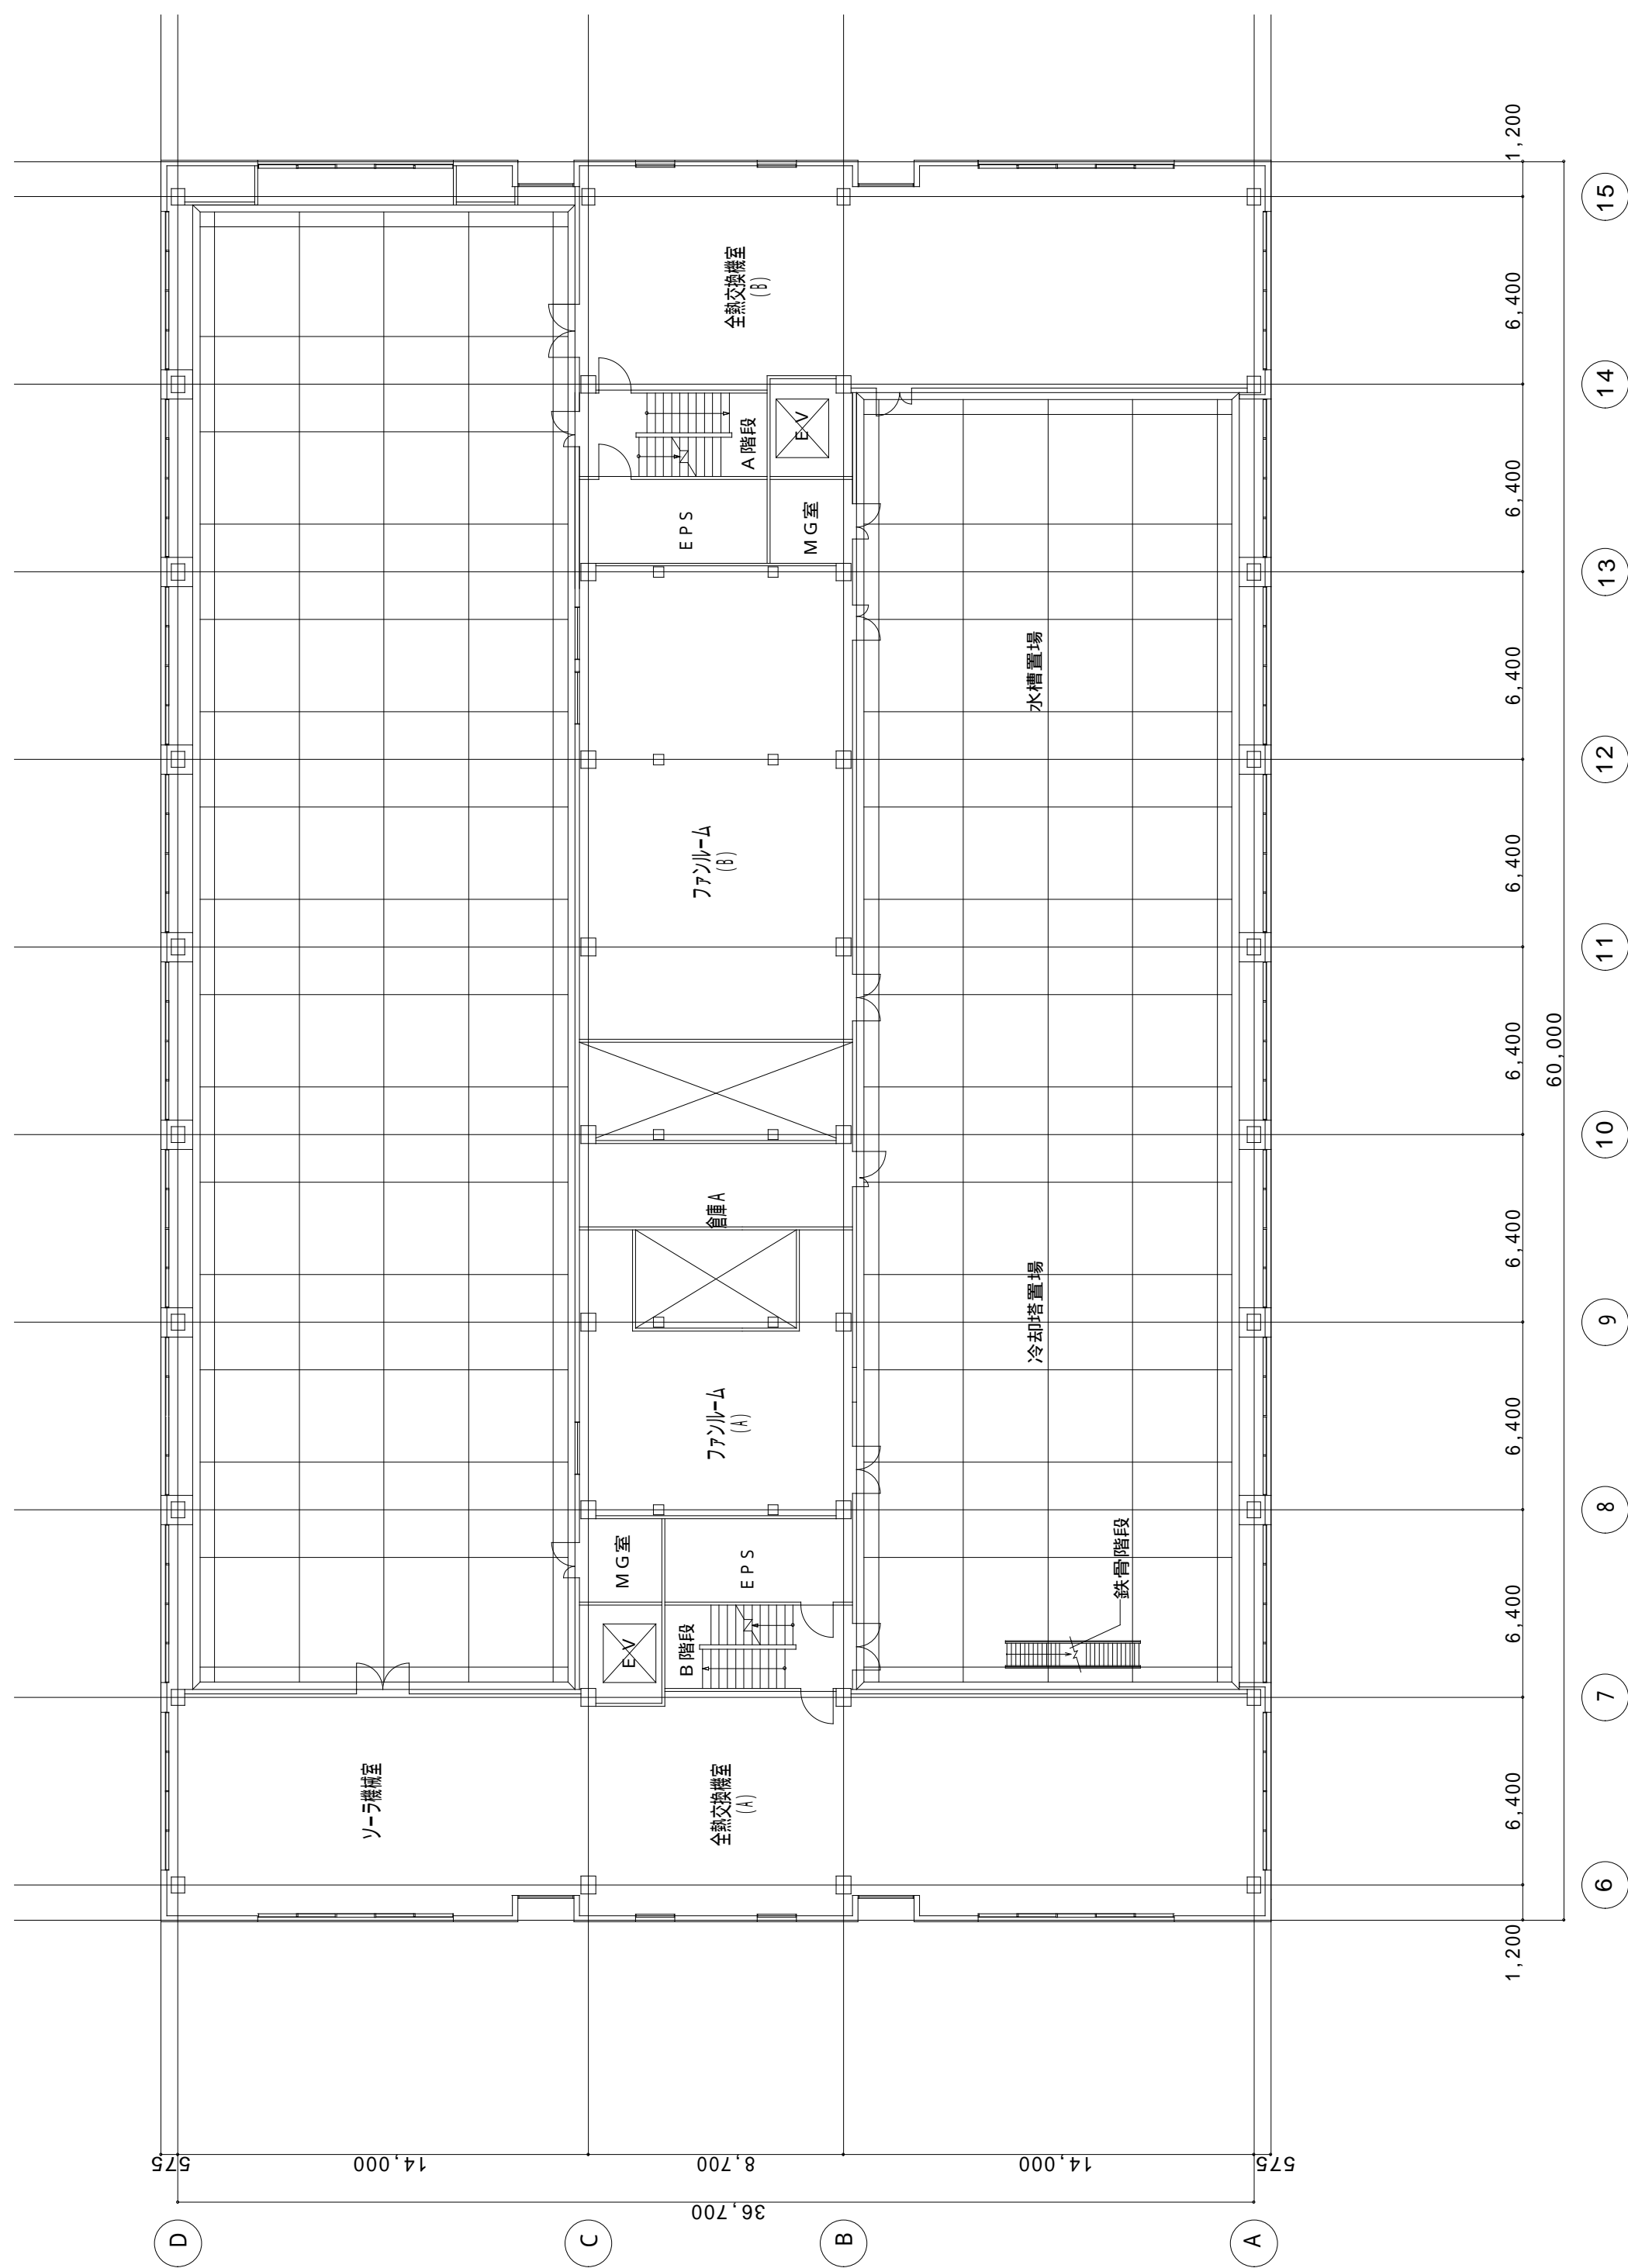 ソーラ機械室
全熱交換機室
(A)
EV
B階段
MG室
EPS
鉄骨階段
ファンルーム
(A)
冷却塔置場
倉庫A
ファンルーム
(B)
水槽置場
EPS
MG室
A階段
EV
全熱交換機室
(B)
1,200
6,400
6,400
6,400
6,400
6,400
6,400
6,400
6,400
6,400
1,200
60,000
6
7
8
9
10
11
12
13
14
15
575
14,000
8,700
14,000
575
36,700
D
C
B
A